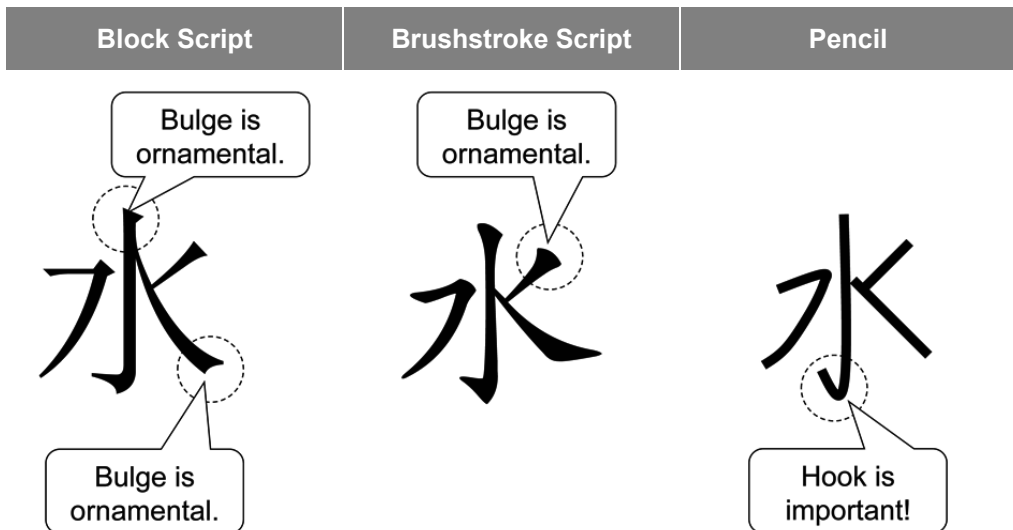 Block Script
Brushstroke Script
Pencil
Bulge is
ornamental.
Bulge is
ornamental.
水
水
水
Bulge is
ornamental.
Hook is
important!